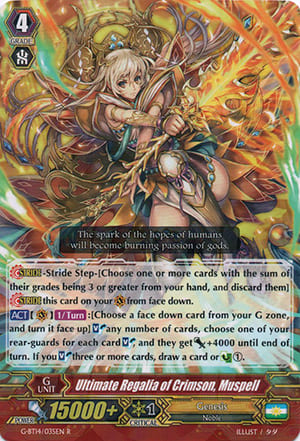 4
GRADE
The spark of the hopes of humans
will become burning passion of gods.
STRIDE-Stride Step-[Choose one or more cards with the sum of
their grades being 3 or greater from your hand, and discard them]
STRIDE this card on your from face down.
ACT 1/Turn:[Choose a face down card from your G zone,
and turn it face up] any number of cards, choose one of your
rear-guards for each card and they get +4000 until end
of turn. If you three or more cards, draw a card or 1.
G
UNIT
Ultimate Regalia of Crimson, Muspell
POWER
15000+
1
CRITICAL
Genesis
Noble
G-BT14/035EN R
ILLUST / タタ